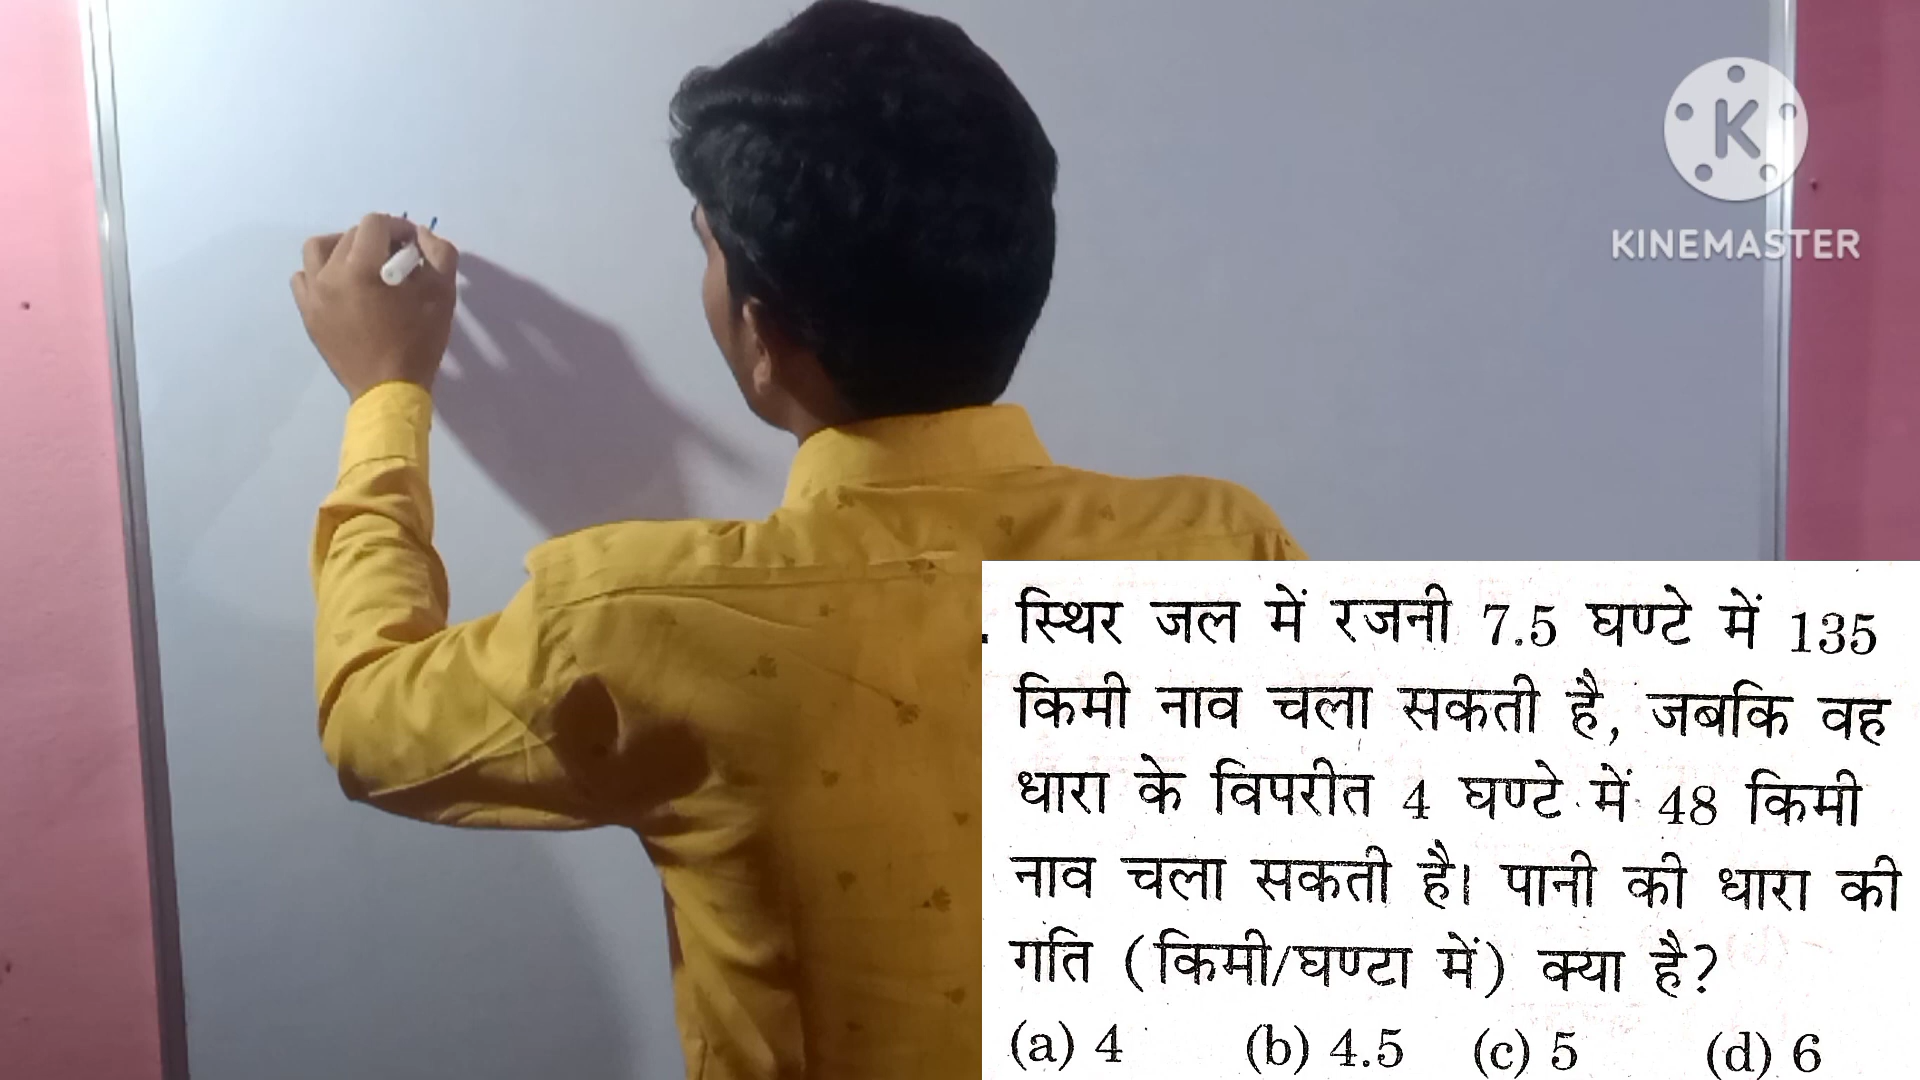 K
KINEMASTER
. स्थिर जल में रजनी 7.5 घण्टे में 135
किमी नाव चला सकती है, जबकि वह
धारा के विपरीत 4 घण्टे में 48 किमी
नाव चला सकती है। पानी की धारा की
गति (किमी/घण्टा में) क्या है?
(a) 4 (b) 4.5 (c) 5 (d) 6